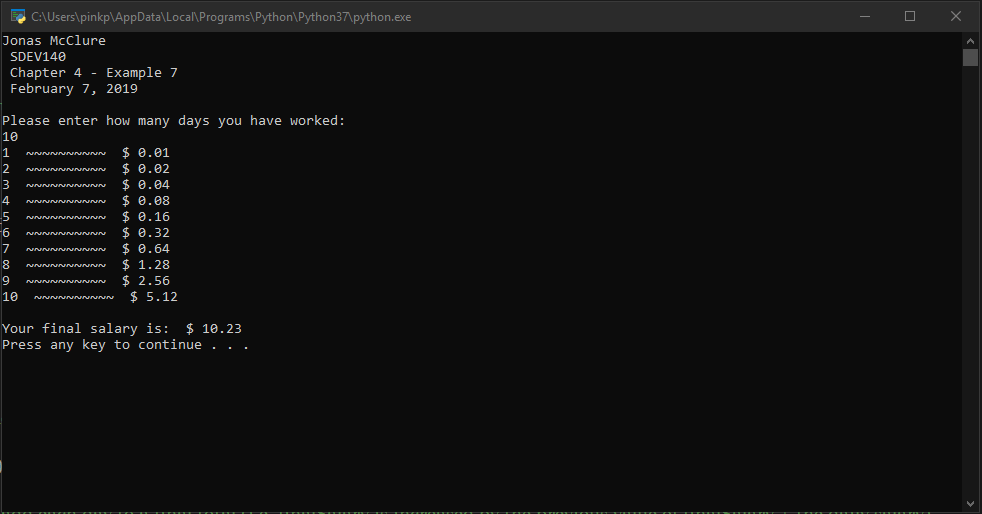 C:\Users\pinkp\AppData\Local\Programs\Python\Python37\python.exe
Jonas McClure
 SDEV140
 Chapter 4 - Example 7
 February 7, 2019

Please enter how many days you have worked:
10
1  ~~~~~~~~~~  $ 0.01
2  ~~~~~~~~~~  $ 0.02
3  ~~~~~~~~~~  $ 0.04
4  ~~~~~~~~~~  $ 0.08
5  ~~~~~~~~~~  $ 0.16
6  ~~~~~~~~~~  $ 0.32
7  ~~~~~~~~~~  $ 0.64
8  ~~~~~~~~~~  $ 1.28
9  ~~~~~~~~~~  $ 2.56
10  ~~~~~~~~~~  $ 5.12

Your final salary is:  $ 10.23
Press any key to continue . . .